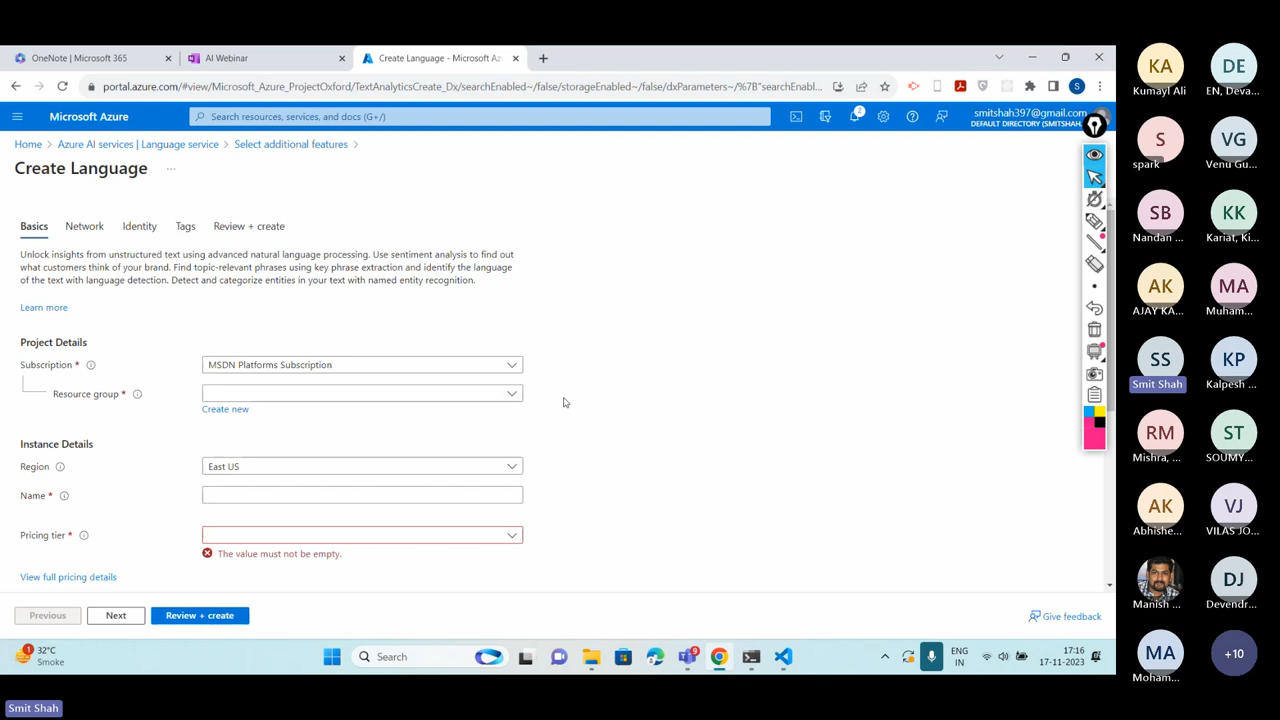 OneNote | Microsoft 365
AI Webinar
Create Language - Microsoft Az
portal.azure.com/#view/Microsoft_Azure_ProjectOxford/TextAnalyticsCreate_Dx/searchEnabled~/false/storageEnabled~/false/dxParameters~/%7B"searchEnabl...
S
Microsoft Azure
Search resources, services, and docs (G+/)
2
smitshah397@gmail.com
DEFAULT DIRECTORY (SMITSHAH.
Home > Azure AI services | Language service > Select additional features >
Create Language ...
Basics Network Identity Tags Review + create
Unlock insights from unstructured text using advanced natural language processing. Use sentiment analysis to find out
what customers think of your brand. Find topic-relevant phrases using key phrase extraction and identify the language
of the text with language detection. Detect and categorize entities in your text with named entity recognition.
Learn more
Project Details
Subscription * MSDN Platforms Subscription
Resource group *
Create new
Instance Details
Region East US
Name *
Pricing tier *
The value must not be empty.
View full pricing details
Previous Next Review + create
Give feedback
1
32°C
Smoke
Search
9
ENG
IN
17:16
17-11-2023
Smit Shah
KA
Kumayl Ali
DE
EN, Deva...
S
spark
VG
Venu Gu...
SB
Nandan ...
KK
Kariat, Ki...
AK
AJAY KA...
MA
Muham...
SS
Smit Shah
KP
Kalpesh ...
RM
Mishra, ...
ST
SOUMY...
AK
Abhishe...
VJ
VILAS JO...
Manish ...
DJ
Devendr...
MA
Moham...
+10